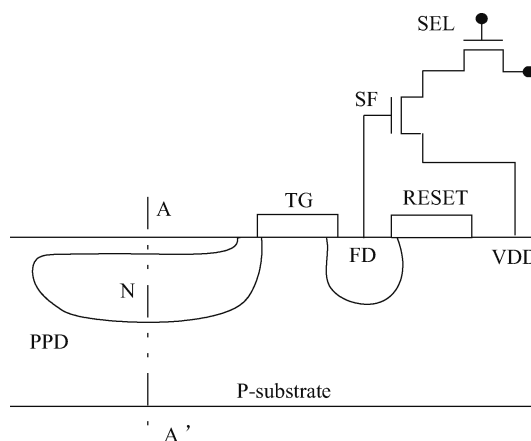 SEL
SF
A
TG
RESET
FD
VDD
N
PPD
P-substrate
A’